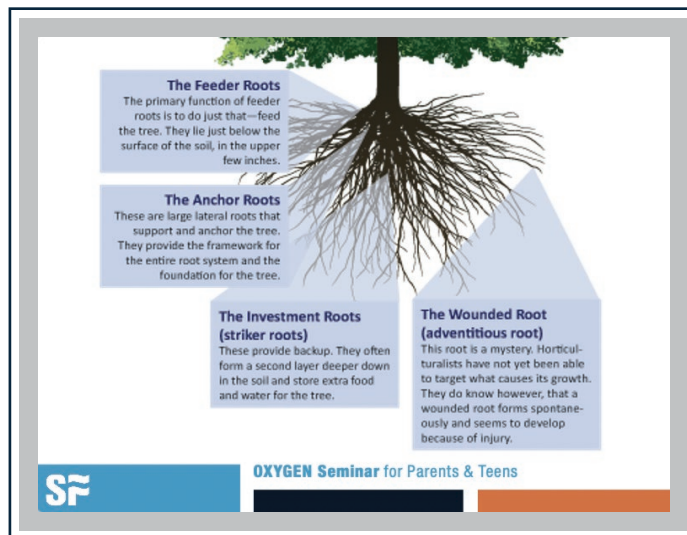 The Feeder Roots
The primary function of feeder
roots is to do just that—feed
the tree. They lie just below the
surface of the soil, in the upper
few inches.
The Anchor Roots
These are large lateral roots that
support and anchor the tree.
They provide the framework for
the entire root system and the
foundation for the tree.
The Investment Roots
(striker roots)
These provide backup. They often
form a second layer deeper down
in the soil and store extra food
and water for the tree.
The Wounded Root
(adventitious root)
This root is a mystery. Horticul-
turalists have not yet been able
to target what causes its growth.
They do know however, that a
wounded root forms spontane-
ously and seems to develop
because of injury.
OXYGEN Seminar for Parents & Teens
SF